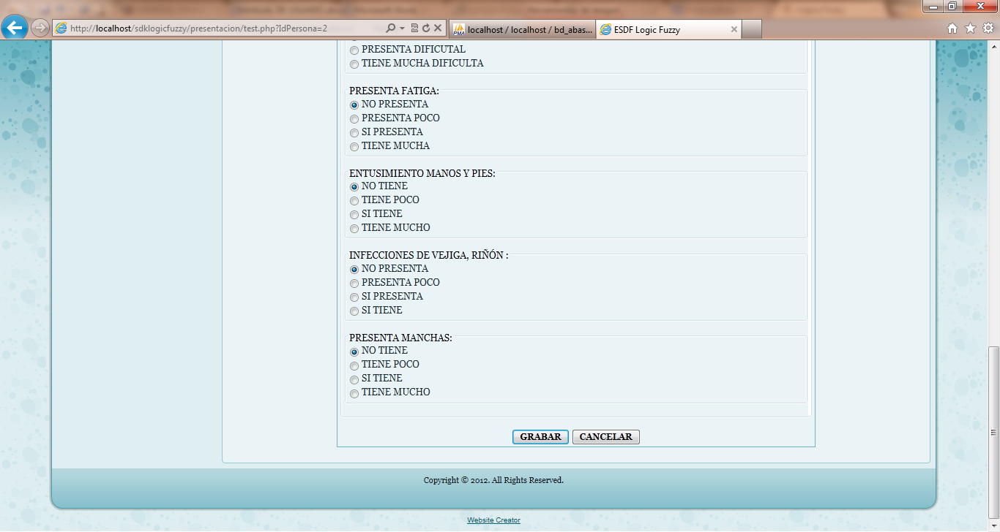 http://localhost/sdklogicfuzzy/presentacion/test.php?IdPersona=2
localhost / localhost / bd_abas...
ESDF Logic Fuzzy
PRESENTA DIFICUTAL
TIENE MUCHA DIFICULTA
PRESENTA FATIGA:
NO PRESENTA
PRESENTA POCO
SI PRESENTA
TIENE MUCHA
ENTUSIMIENTO MANOS Y PIES:
NO TIENE
TIENE POCO
SI TIENE
TIENE MUCHO
INFECCIONES DE VEJIGA, RIÑÓN :
NO PRESENTA
PRESENTA POCO
SI PRESENTA
SI TIENE
PRESENTA MANCHAS:
NO TIENE
TIENE POCO
SI TIENE
TIENE MUCHO
GRABAR CANCELAR
Copyright © 2012. All Rights Reserved.
Website Creator